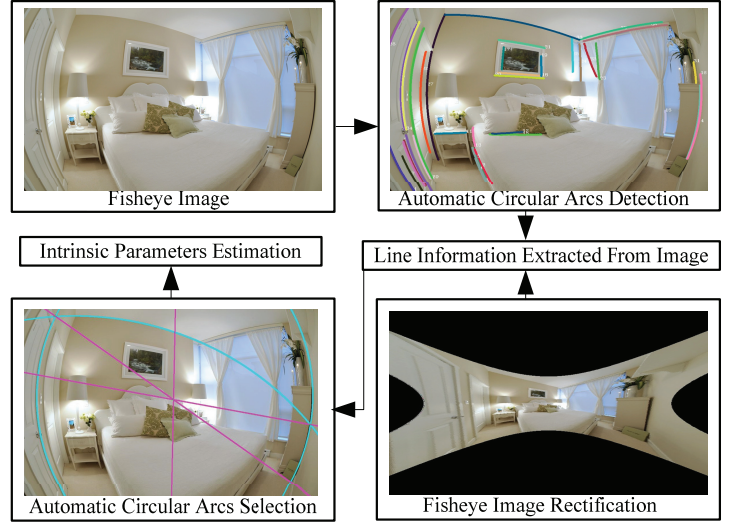 Fisheye Image
Automatic Circular Arcs Detection
Intrinsic Parameters Estimation
Line Information Extracted From Image
Automatic Circular Arcs Selection
Fisheye Image Rectification